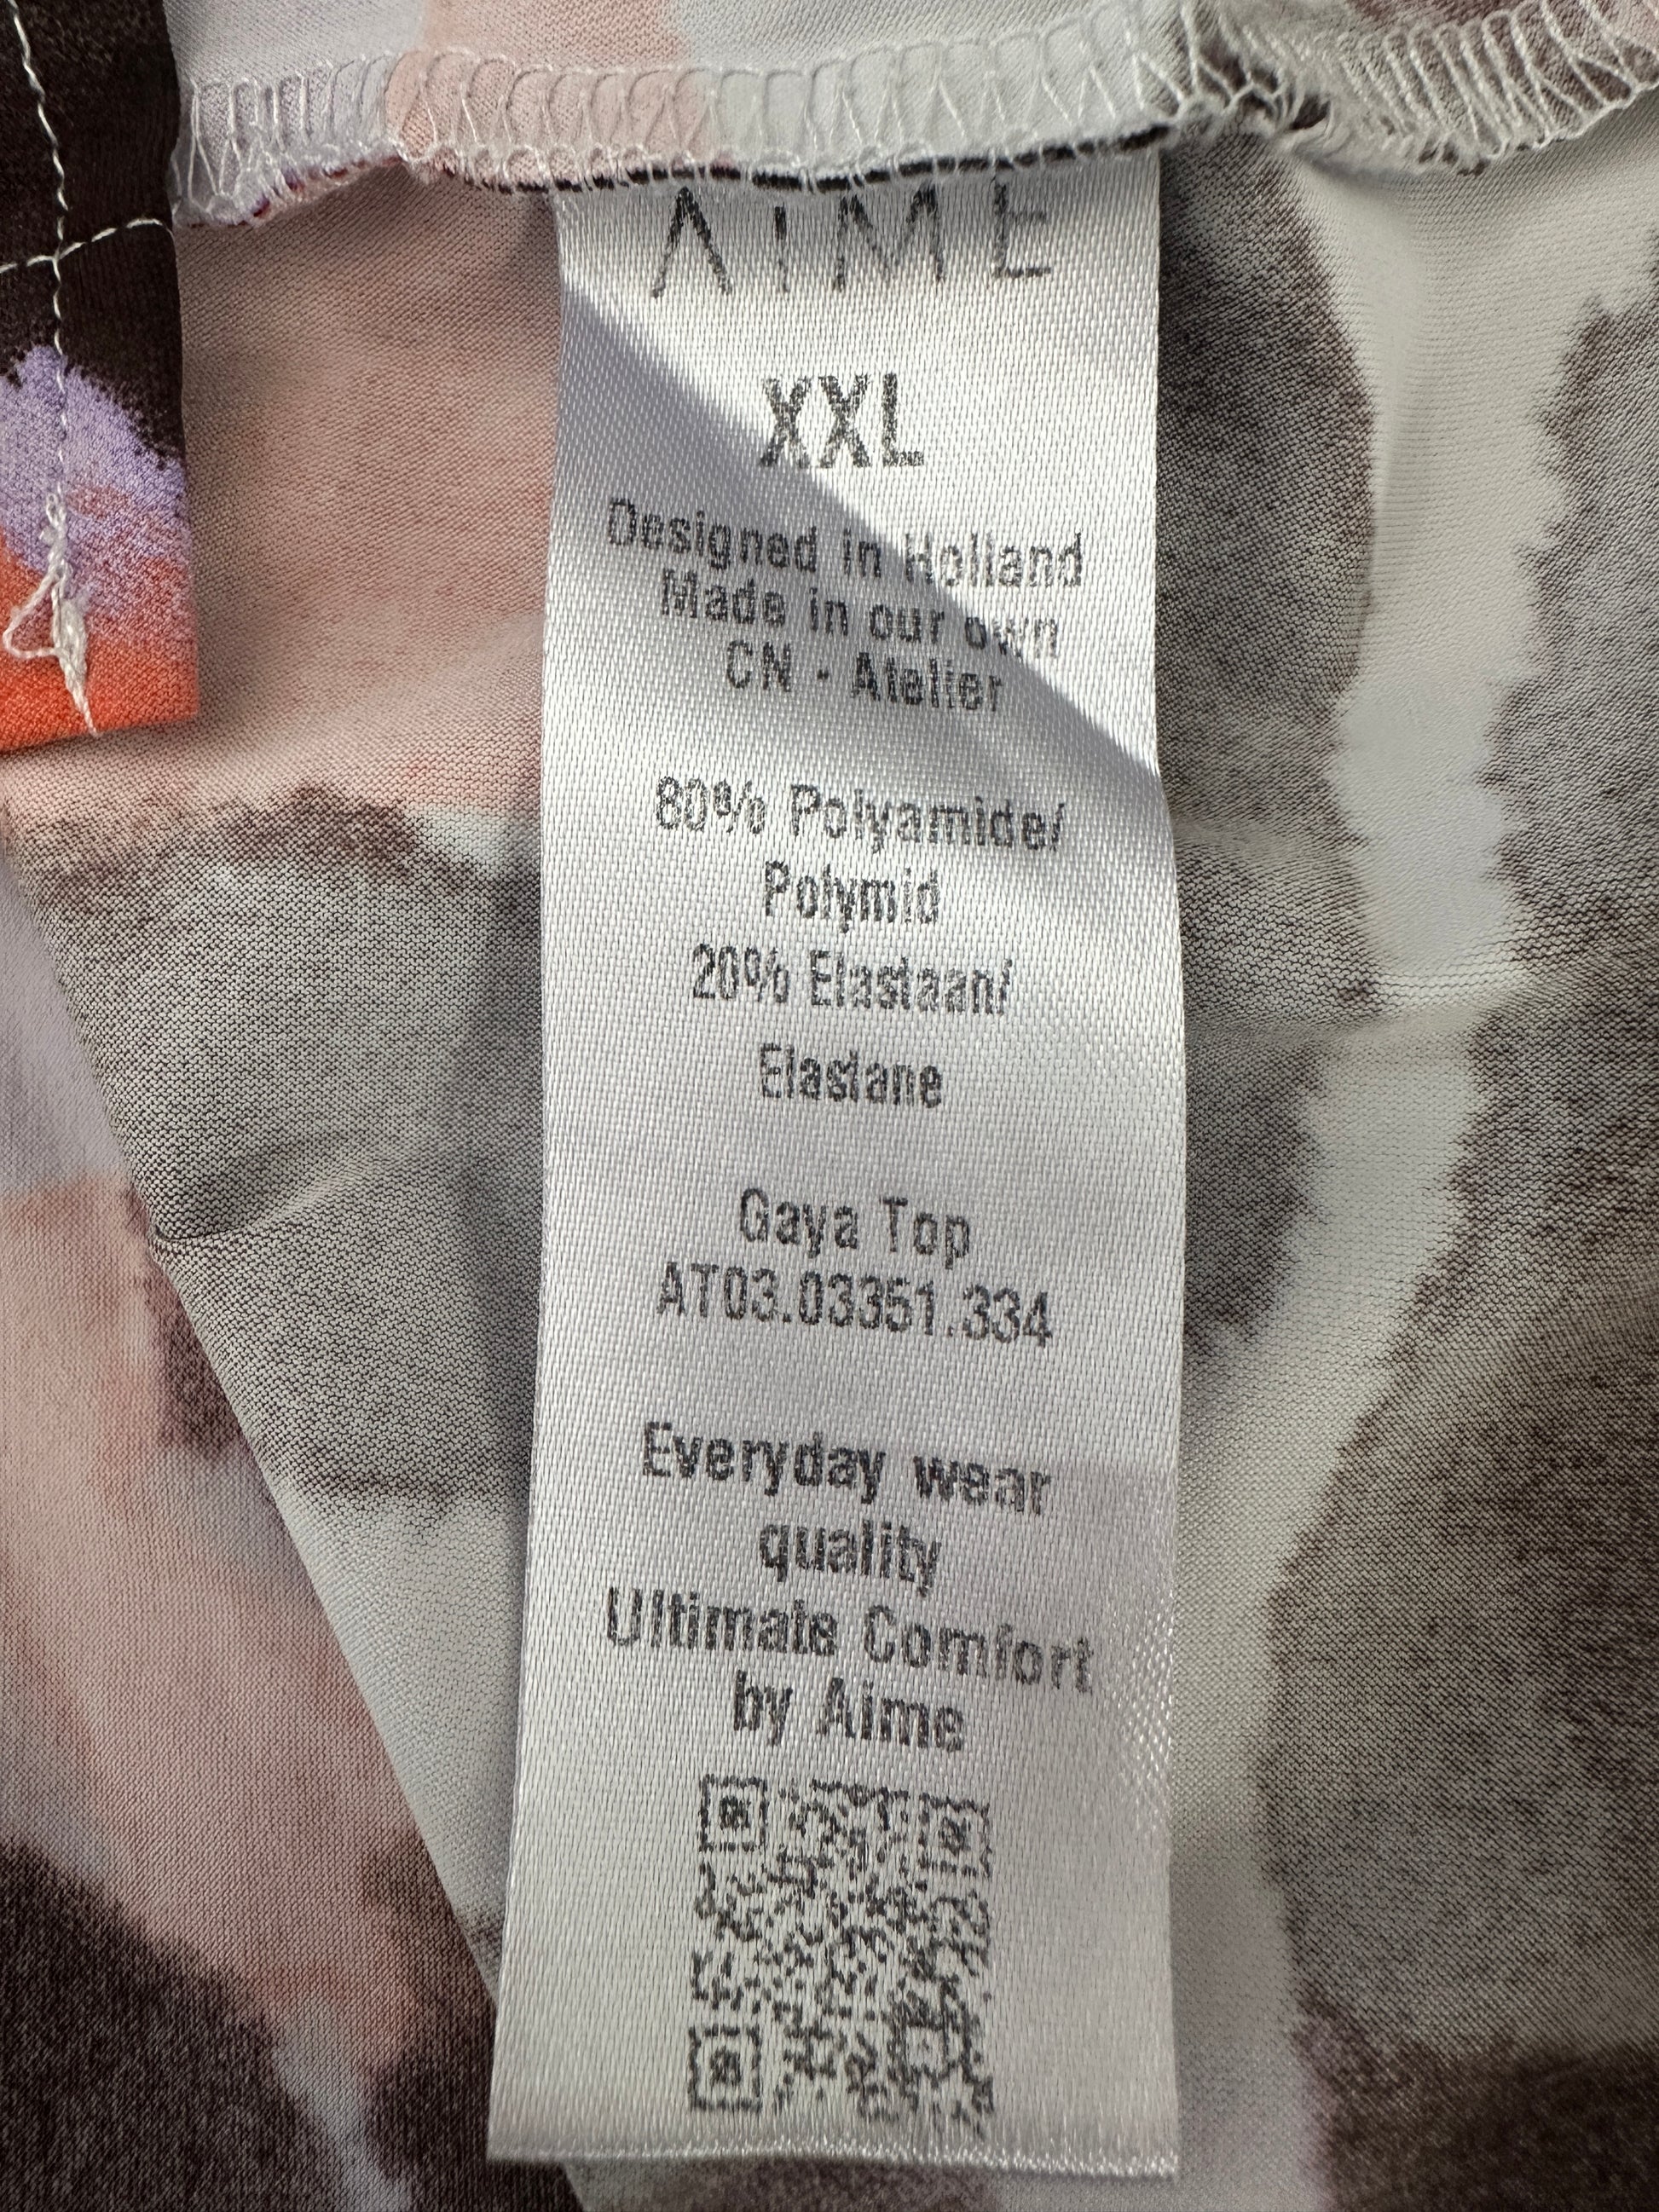 AIME
XXL
Designed in Holland
Made in our own
CN - Atelier
80% Polyamide/
Polymid
20% Elastaan/
Elastane
Gaya Top
AT03.03351.334
Everyday wear
quality
Ultimate Comfort
by Aime